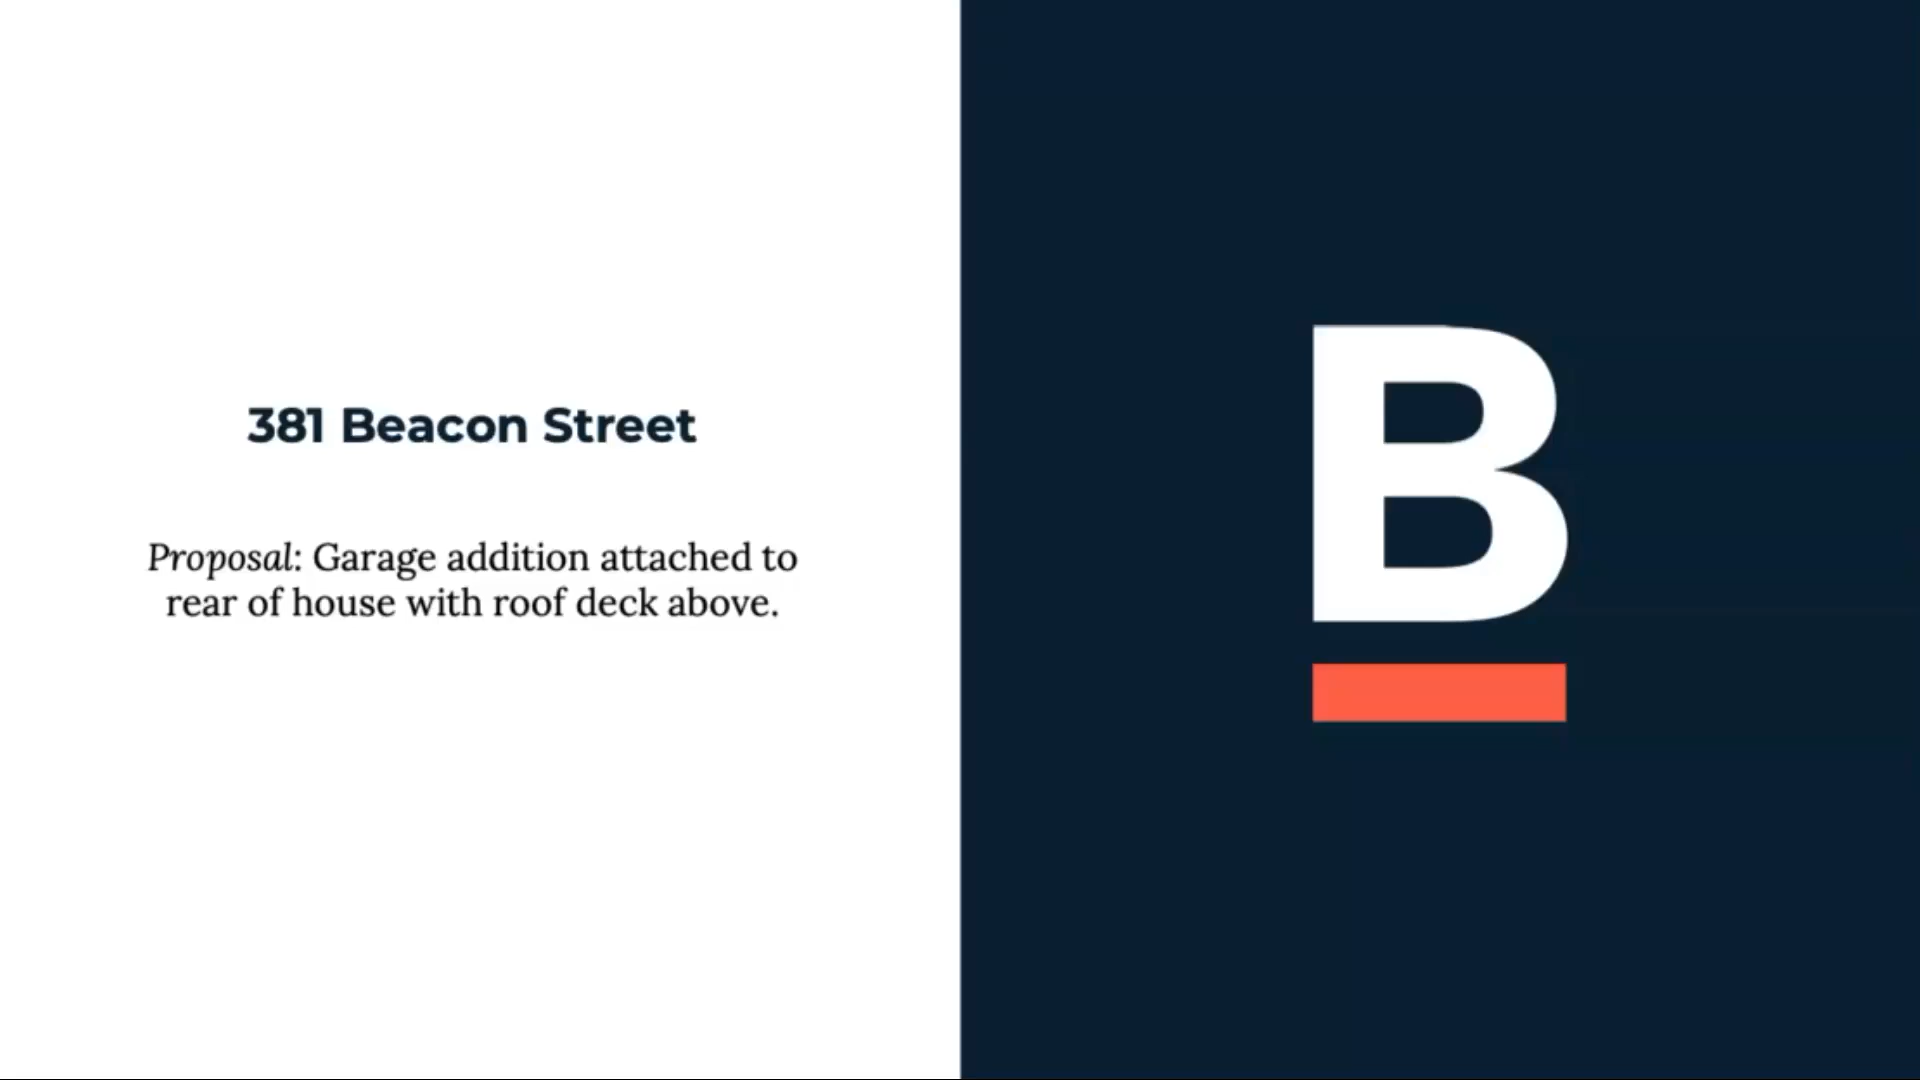 381 Beacon Street
Proposal: Garage addition attached to
rear of house with roof deck above.
B